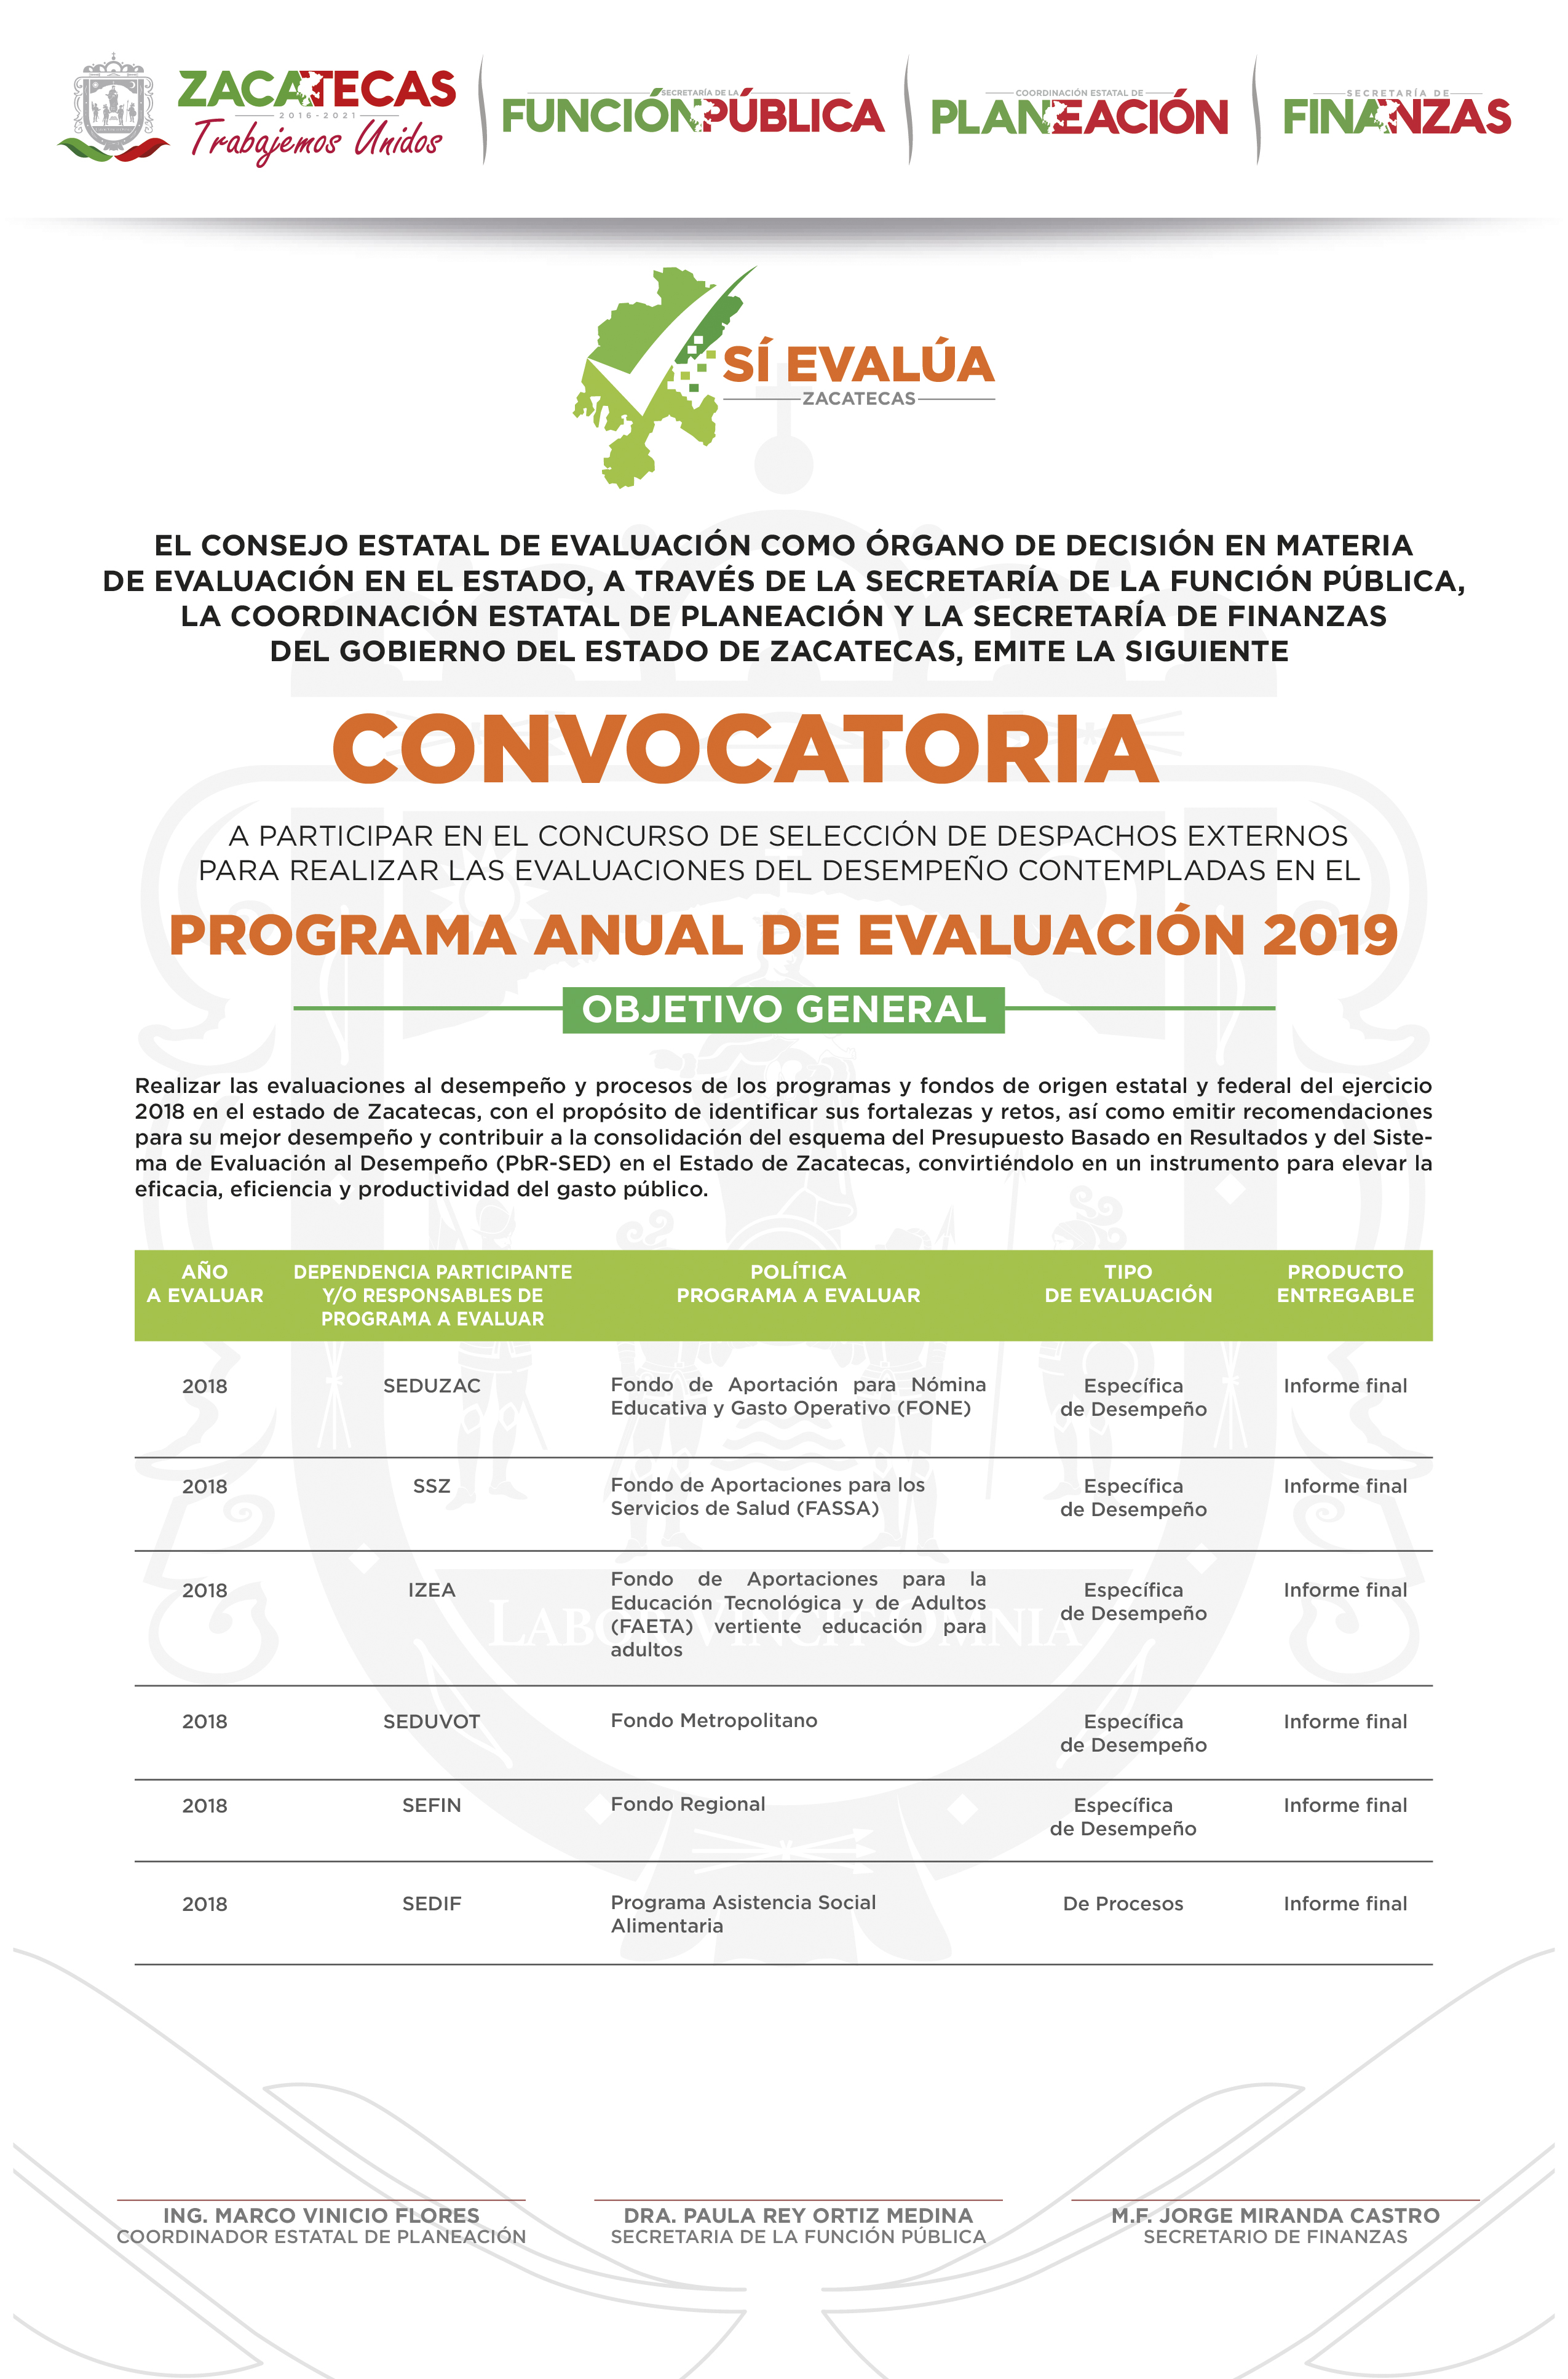 ZACATECAS
2016-2021
Trabajemos Unidos
SECRETARÍA DE LA
FUNCIÓN PÚBLICA
COORDINACIÓN ESTATAL DE
PLANEACIÓN
SECRETARÍA DE
FINANZAS
SÍ EVALÚA
ZACATECAS
EL CONSEJO ESTATAL DE EVALUACIÓN COMO ÓRGANO DE DECISIÓN EN MATERIA
DE EVALUACIÓN EN EL ESTADO, A TRAVÉS DE LA SECRETARÍA DE LA FUNCIÓN PÚBLICA,
LA COORDINACIÓN ESTATAL DE PLANEACIÓN Y LA SECRETARÍA DE FINANZAS
DEL GOBIERNO DEL ESTADO DE ZACATECAS, EMITE LA SIGUIENTE
CONVOCATORIA
A PARTICIPAR EN EL CONCURSO DE SELECCIÓN DE DESPACHOS EXTERNOS
PARA REALIZAR LAS EVALUACIONES DEL DESEMPEÑO CONTEMPLADAS EN EL
PROGRAMA ANUAL DE EVALUACIÓN 2019
OBJETIVO GENERAL
Realizar las evaluaciones al desempeño y procesos de los programas y fondos de origen estatal y federal del ejercicio
2018 en el estado de Zacatecas, con el propósito de identificar sus fortalezas y retos, así como emitir recomendaciones
para su mejor desempeño y contribuir a la consolidación del esquema del Presupuesto Basado en Resultados y del Siste-
ma de Evaluación al Desempeño (PbR-SED) en el Estado de Zacatecas, convirtiéndolo en un instrumento para elevar la
eficacia, eficiencia y productividad del gasto público.
AÑO
A EVALUAR
DEPENDENCIA PARTICIPANTE
Y/O RESPONSABLES DE
PROGRAMA A EVALUAR
POLÍTICA
PROGRAMA A EVALUAR
TIPO
DE EVALUACIÓN
PRODUCTO
ENTREGABLE
2018
SEDUZAC
Fondo de Aportación para Nómina
Educativa y Gasto Operativo (FONE)
Específica
de Desempeño
Informe final
2018
SSZ
Fondo de Aportaciones para los
Servicios de Salud (FASSA)
Específica
de Desempeño
Informe final
2018
IZEA
Fondo de Aportaciones para la
Educación Tecnológica y de Adultos
(FAETA) vertiente educación para
adultos
Específica
de Desempeño
Informe final
LABOR VINCIT OMNIA
2018
SEDUVOT
Fondo Metropolitano
Específica
de Desempeño
Informe final
2018
SEFIN
Fondo Regional
Específica
de Desempeño
Informe final
2018
SEDIF
Programa Asistencia Social
Alimentaria
De Procesos
Informe final
ING. MARCO VINICIO FLORES
COORDINADOR ESTATAL DE PLANEACIÓN
DRA. PAULA REY ORTIZ MEDINA
SECRETARIA DE LA FUNCIÓN PÚBLICA
M.F. JORGE MIRANDA CASTRO
SECRETARIO DE FINANZAS